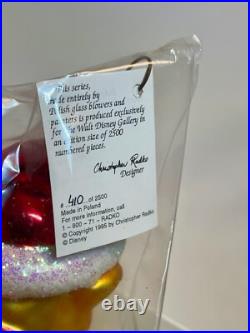 this series,
made entirely by
Polish glass blowers and
painters is produced exclusively
for the Walt Disney Gallery in
an edition size of 2500
numbered pieces.
Christopher Radko
Designer
# 410 of 2500
Made in Poland
For more information, call
1-800-71-RADKO
© Copyright 1995 by Christopher Radko
© Disney